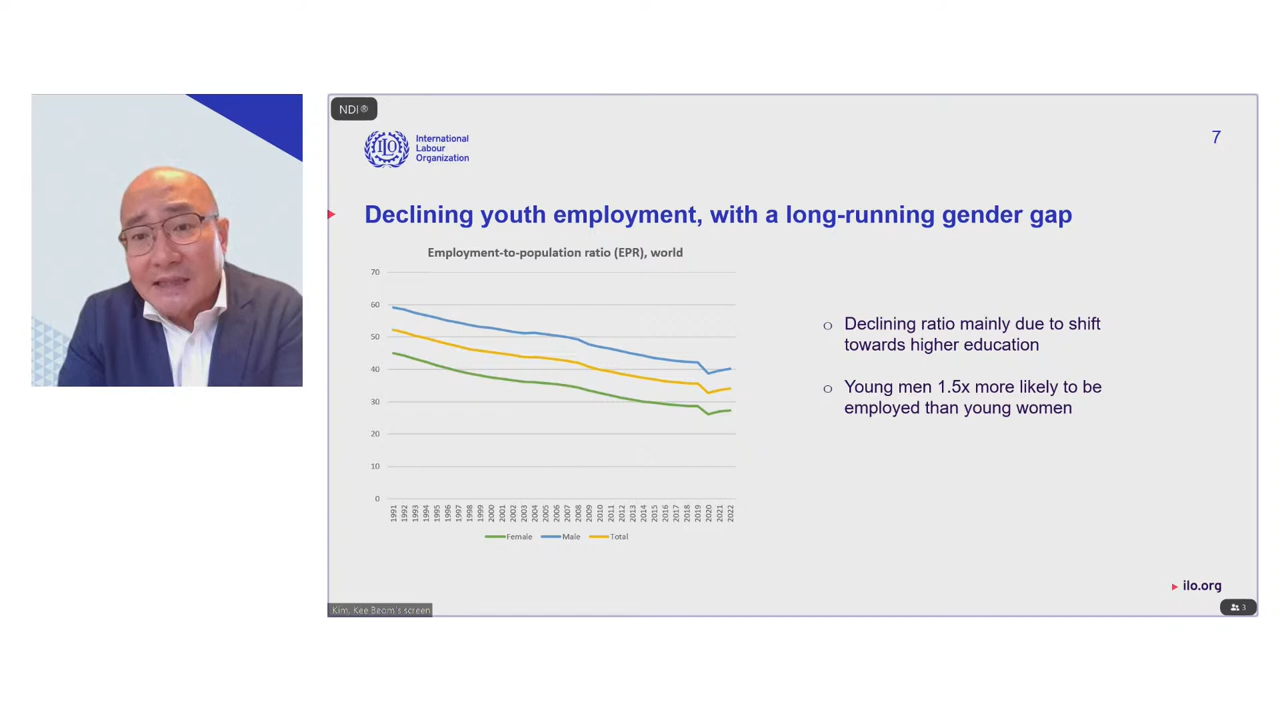 NDI®
International
Labour
Organization
ILO
7
Declining youth employment, with a long-running gender gap
Employment-to-population ratio (EPR), world
70
60
50
40
30
20
10
0
1991 1992 1993 1994 1995 1996 1997 1998 1999 2000 2001 2002 2003 2004 2005 2006 2007 2008 2009 2010 2011 2012 2013 2014 2015 2016 2017 2018 2019 2020 2021 2022
Female Male Total
o Declining ratio mainly due to shift
towards higher education
o Young men 1.5x more likely to be
employed than young women
ilo.org
Kim, Kee Beom's screen
3